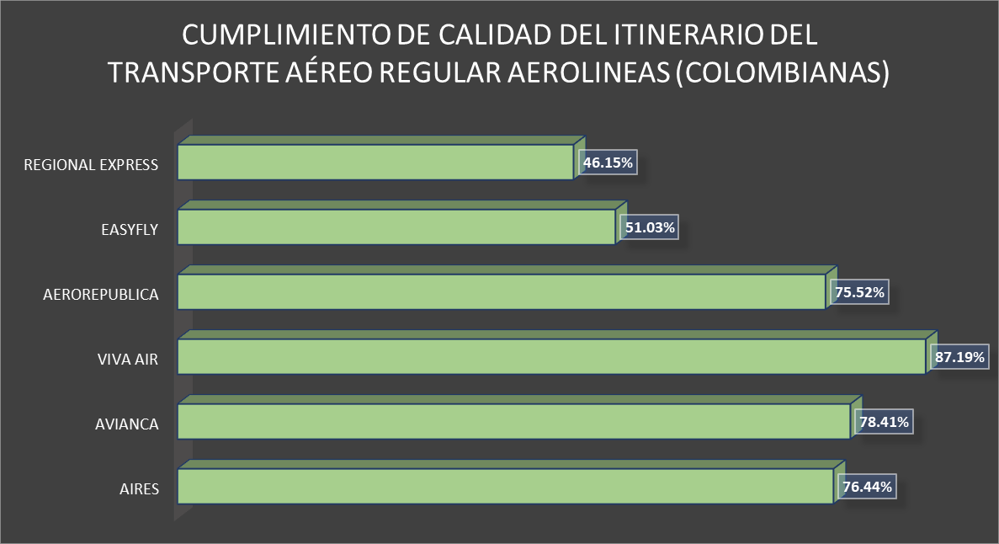 CUMPLIMIENTO DE CALIDAD DEL ITINERARIO DEL
TRANSPORTE AÉREO REGULAR AEROLINEAS (COLOMBIANAS)
REGIONAL EXPRESS
46.15%
EASYFLY
51.03%
AEROREPUBLICA
75.52%
VIVA AIR
87.19%
AVIANCA
78.41%
AIRES
76.44%